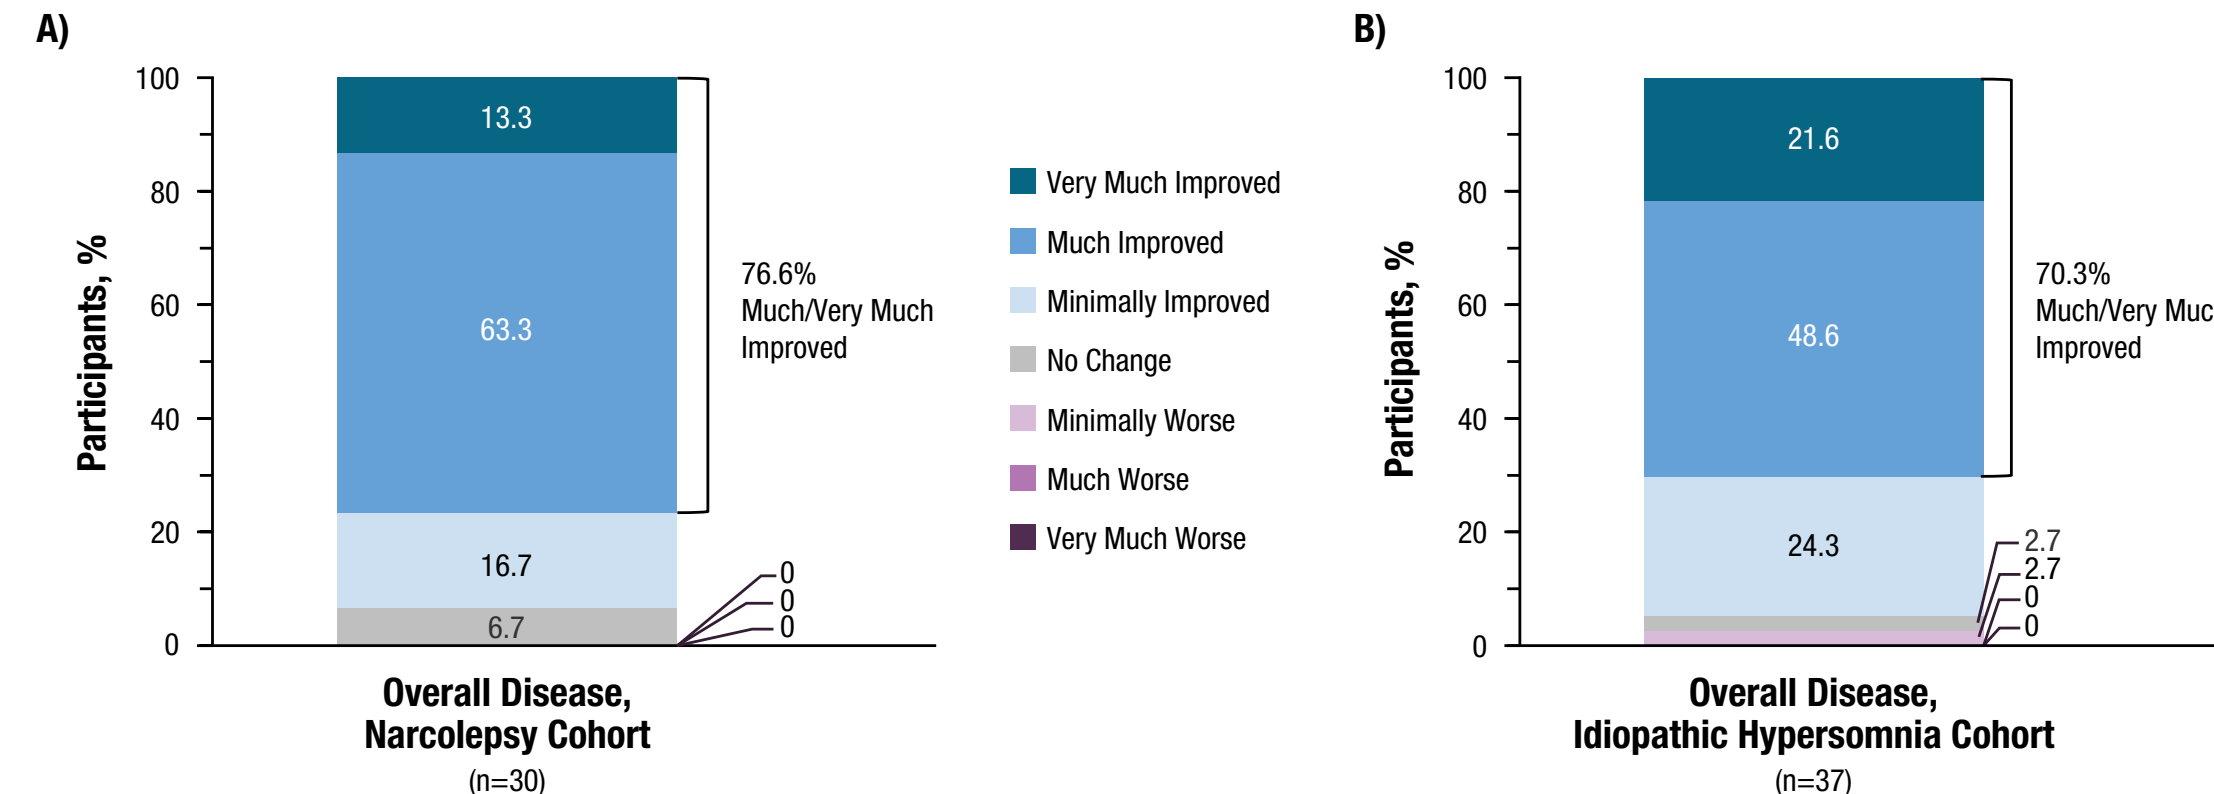 A)
Participants, %
100
80
60
40
20
0
13.3
63.3
16.7
6.7
76.6%
Much/Very Much
Improved
0
0
0
Overall Disease,
Narcolepsy Cohort
(n=30)
Very Much Improved
Much Improved
Minimally Improved
No Change
Minimally Worse
Much Worse
Very Much Worse
B)
Participants, %
100
80
60
40
20
0
21.6
48.6
24.3
70.3%
Much/Very Muc
Improved
2.7
2.7
0
0
Overall Disease,
Idiopathic Hypersomnia Cohort
(n=37)